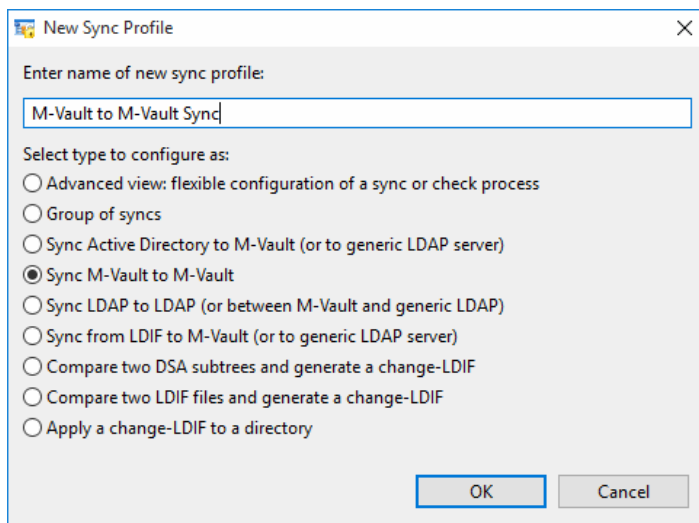 New Sync Profile
Enter name of new sync profile:
M-Vault to M-Vault Sync
Select type to configure as:
Advanced view: flexible configuration of a sync or check process
Group of syncs
Sync Active Directory to M-Vault (or to generic LDAP server)
Sync M-Vault to M-Vault
Sync LDAP to LDAP (or between M-Vault and generic LDAP)
Sync from LDIF to M-Vault (or to generic LDAP server)
Compare two DSA subtrees and generate a change-LDIF
Compare two LDIF files and generate a change-LDIF
Apply a change-LDIF to a directory
OK Cancel